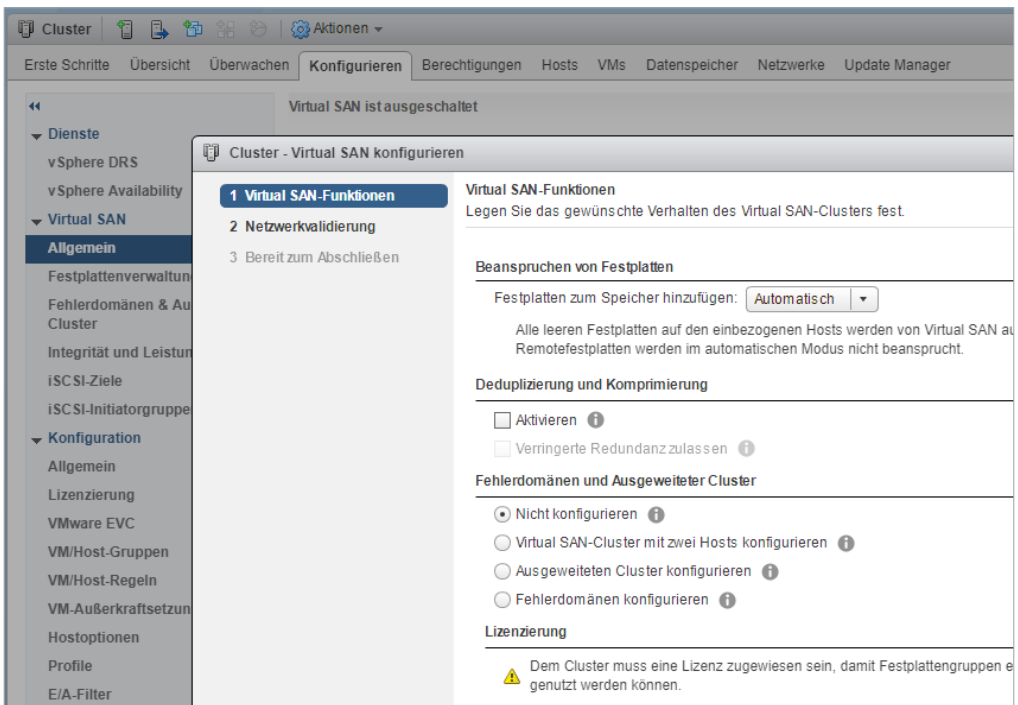 Cluster Aktionen
Erste Schritte Übersicht Überwachen Konfigurieren Berechtigungen Hosts VMs Datenspeicher Netzwerke Update Manager
Virtual SAN ist ausgeschaltet
Dienste
vSphere DRS
vSphere Availability
Virtual SAN
Allgemein
Festplattenverwaltun
Fehlerdomänen & Au
Cluster
Integrität und Leistun
iSCSI-Ziele
iSCSI-Initiatorgruppe
Konfiguration
Allgemein
Lizenzierung
VMware EVC
VM/Host-Gruppen
VM/Host-Regeln
VM-Außerkraftsetzun
Hostoptionen
Profile
E/A-Filter
Cluster - Virtual SAN konfigurieren
1 Virtual SAN-Funktionen
2 Netzwerkvalidierung
3 Bereit zum Abschließen
Virtual SAN-Funktionen
Legen Sie das gewünschte Verhalten des Virtual SAN-Clusters fest.
Beanspruchen von Festplatten
Festplatten zum Speicher hinzufügen: Automatisch
Alle leeren Festplatten auf den einbezogenen Hosts werden von Virtual SAN au
Remotefestplatten werden im automatischen Modus nicht beansprucht.
Deduplizierung und Komprimierung
Aktivieren
Verringerte Redundanz zulassen
Fehlerdomänen und Ausgeweiteter Cluster
Nicht konfigurieren
Virtual SAN-Cluster mit zwei Hosts konfigurieren
Ausgeweiteten Cluster konfigurieren
Fehlerdomänen konfigurieren
Lizenzierung
Dem Cluster muss eine Lizenz zugewiesen sein, damit Festplattengruppen e
genutzt werden können.